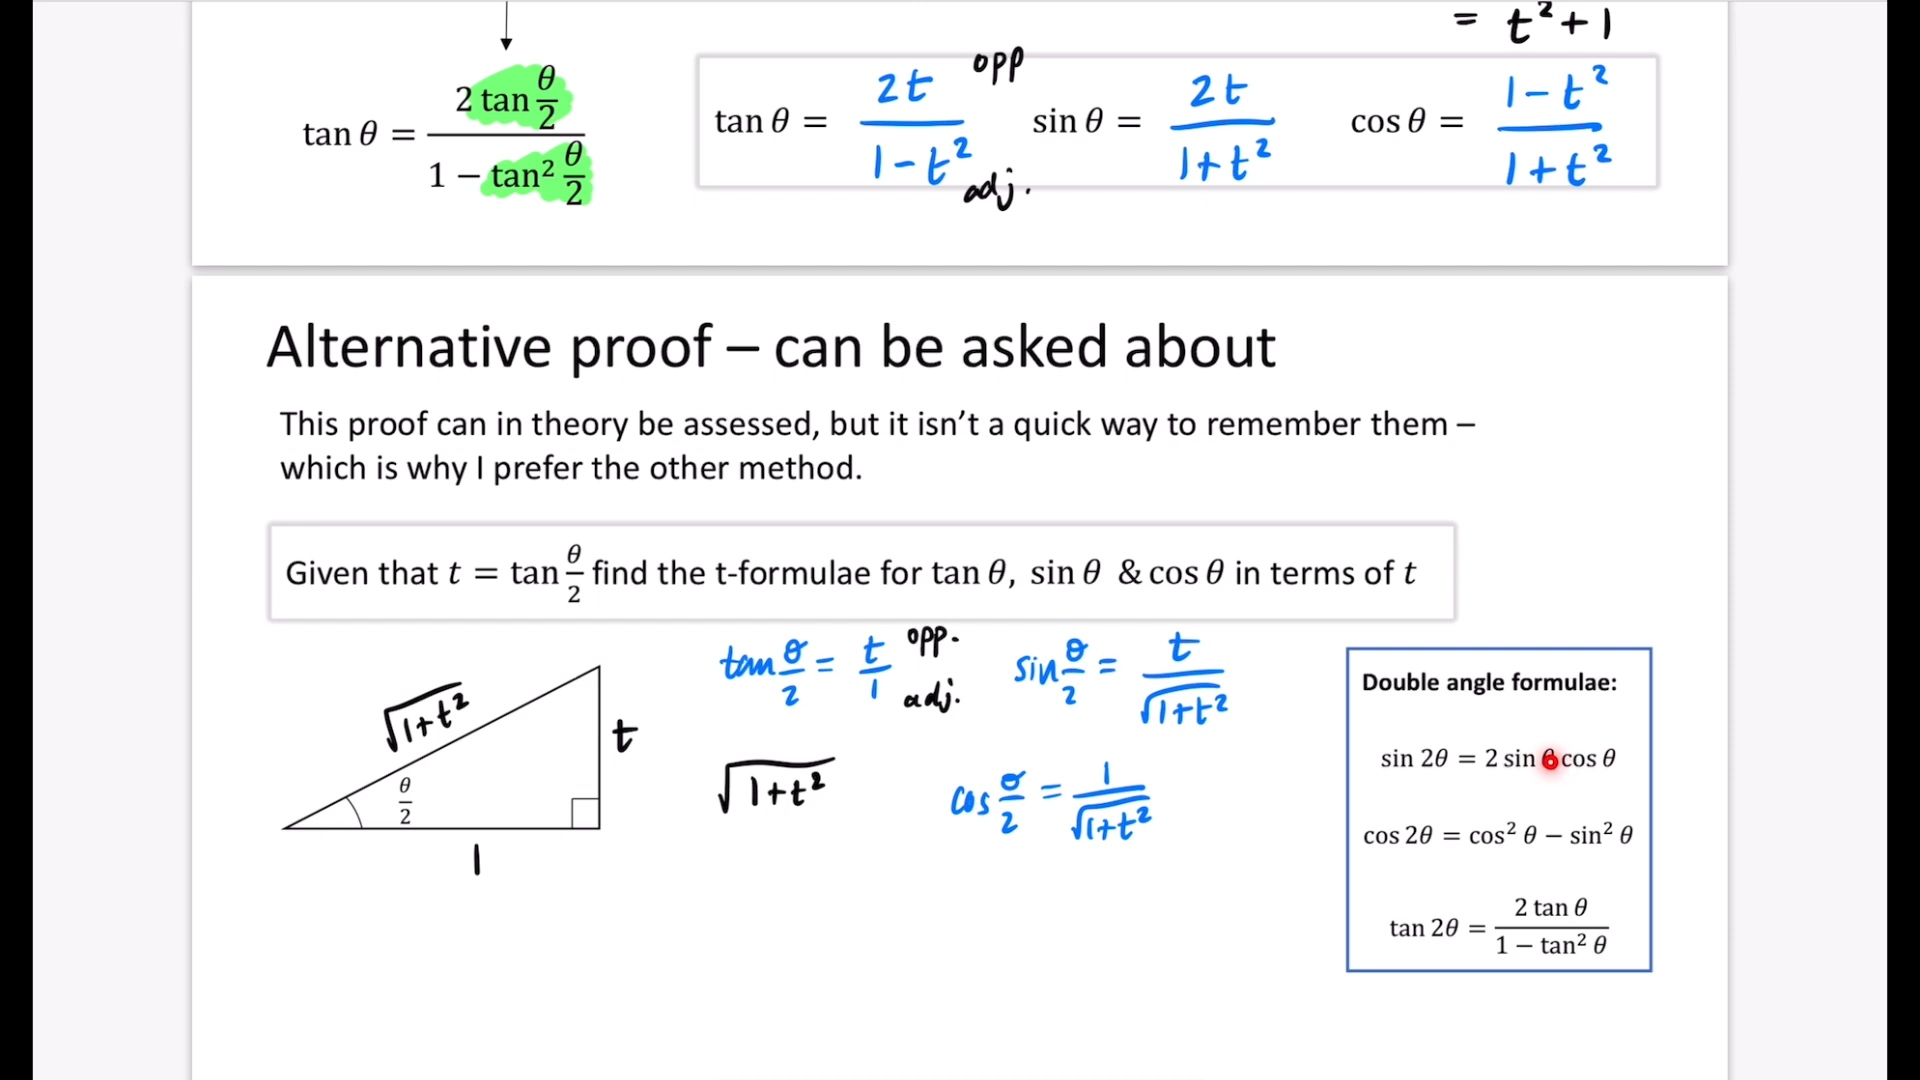 = t² + 1
tan θ = 2 tan θ/2 / 1 − tan² θ/2
tan θ = 2t / 1 − t² opp adj. sin θ = 2t / 1 + t² cos θ = 1 − t² / 1 + t²
Alternative proof – can be asked about
This proof can in theory be assessed, but it isn’t a quick way to remember them –
which is why I prefer the other method.
Given that t = tan θ/2 find the t-formulae for tan θ, sin θ & cos θ in terms of t
√1+t²
t
θ/2
1
tan θ/2 = t/1 opp. adj.
sin θ/2 = t/√1+t²
√1+t²
cos θ/2 = 1/√1+t²
Double angle formulae:
sin 2θ = 2 sin θ cos θ
cos 2θ = cos² θ − sin² θ
tan 2θ = 2 tan θ / 1 − tan² θ